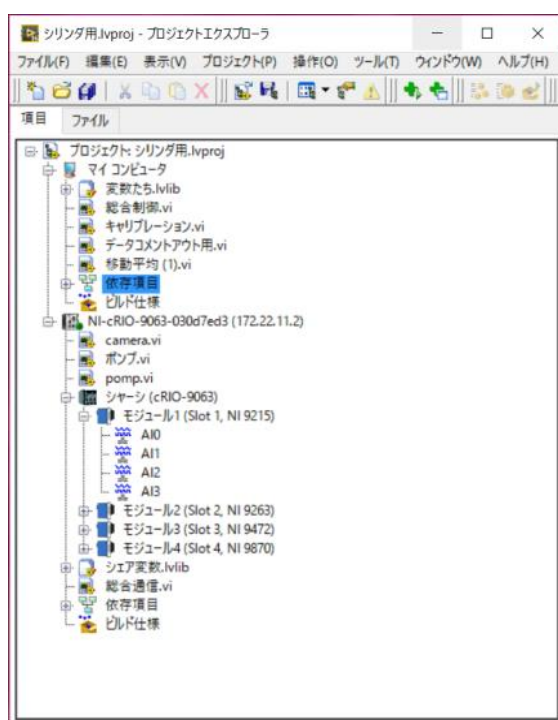 シリンダ用.lvproj - プロジェクトエクスプローラ
ファイル(F) 編集(E) 表示(V) プロジェクト(P) 操作(O) ツール(T) ウィンドウ(W) ヘルプ(H)
項目 ファイル
プロジェクト: シリンダ用.lvproj
マイ コンピュータ
変数たち.lvlib
総合制御.vi
キャリブレーション.vi
データコメントアウト用.vi
移動平均 (1).vi
依存項目
ビルド仕様
NI-cRIO-9063-030d7ed3 (172.22.11.2)
camera.vi
ポンプ.vi
pomp.vi
シャーシ (cRIO-9063)
モジュール1 (Slot 1, NI 9215)
AI0
AI1
AI2
AI3
モジュール2 (Slot 2, NI 9263)
モジュール3 (Slot 3, NI 9472)
モジュール4 (Slot 4, NI 9870)
シェア変数.lvlib
総合通信.vi
依存項目
ビルド仕様